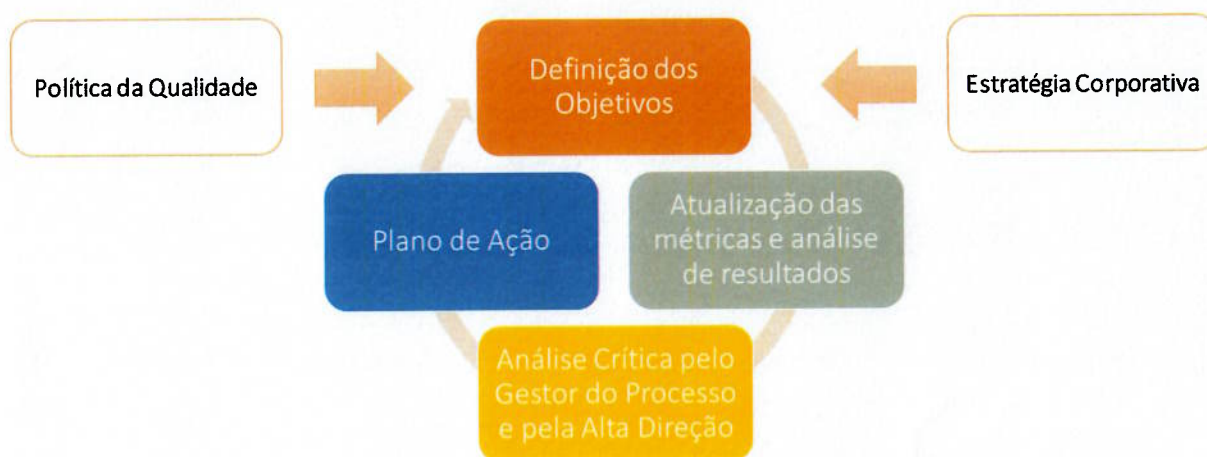 Política da Qualidade
Definição dos
Objetivos
Estratégia Corporativa
Plano de Ação
Atualização das
métricas e análise
de resultados
Análise Crítica pelo
Gestor do Processo
e pela Alta Direção